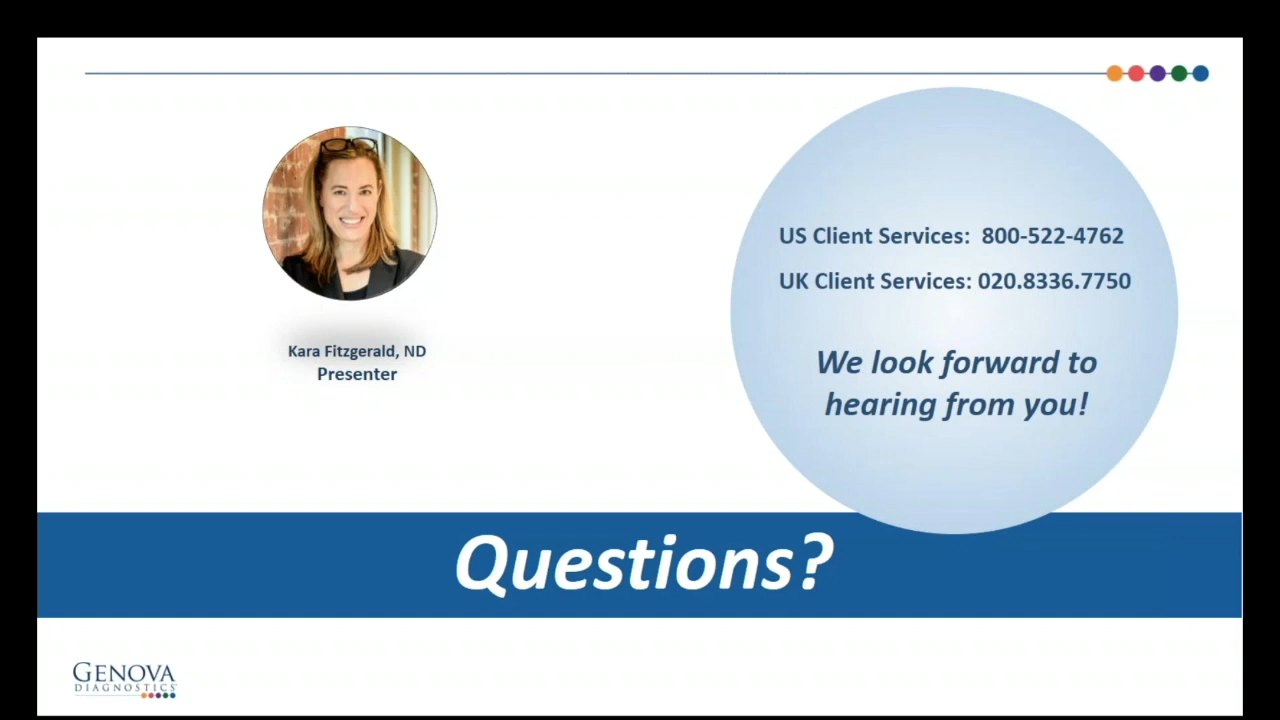 Kara Fitzgerald, ND
Presenter
US Client Services: 800-522-4762
UK Client Services: 020.8336.7750
We look forward to
hearing from you!
Questions?
GENOVA
DIAGNOSTICS